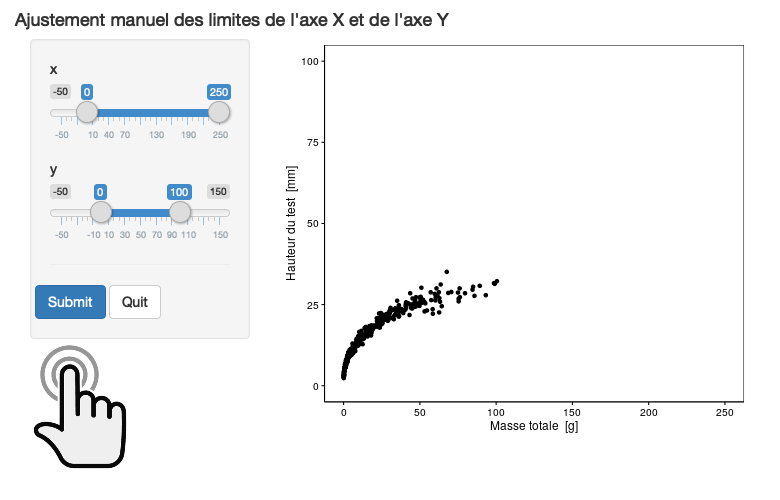 Ajustement manuel des limites de l'axe X et de l'axe Y
x
-50 0 250
-50 10 40 70 130 190 250
y
-50 0 100 150
-50 -10 10 30 50 70 90 110 150
Submit Quit
100
75
50
25
0
Hauteur du test [mm]
0 50 100 150 200 250
Masse totale [g]